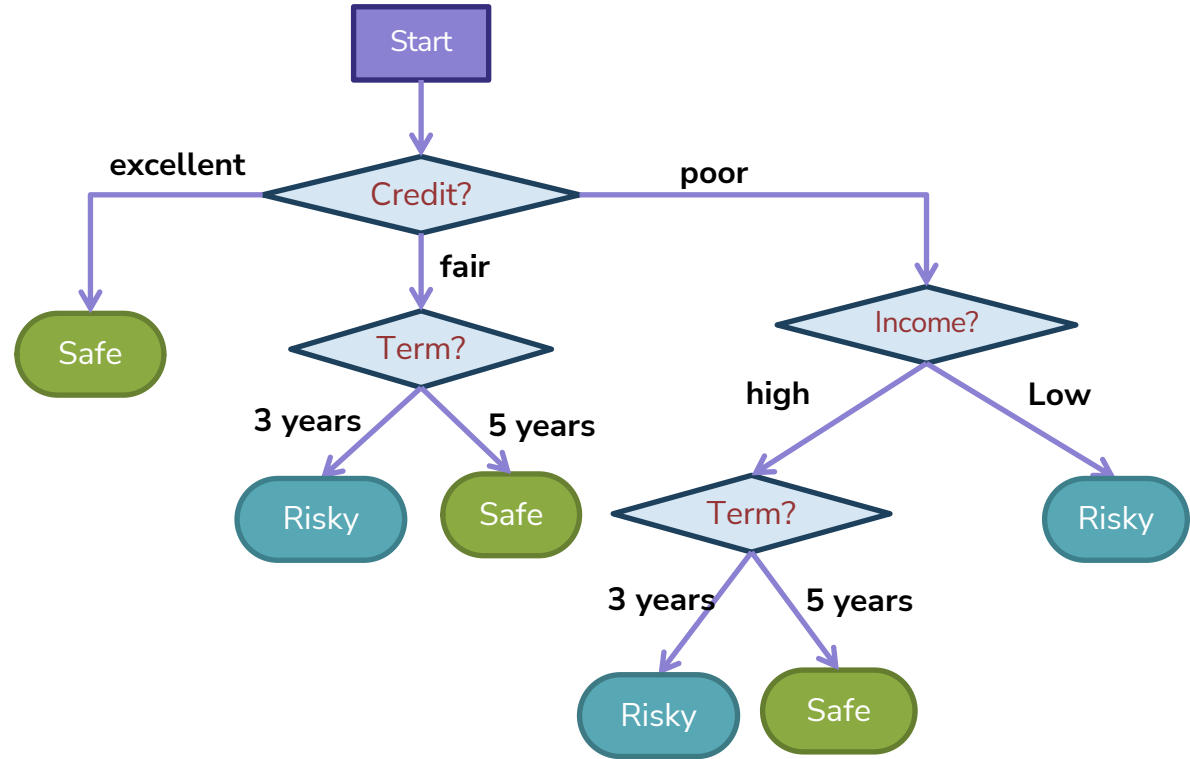 Start
excellent
poor
Credit?
fair
Income?
Safe
Term?
high
Low
3 years
5 years
Risky
Safe
Term?
Risky
3 years
5 years
Risky
Safe